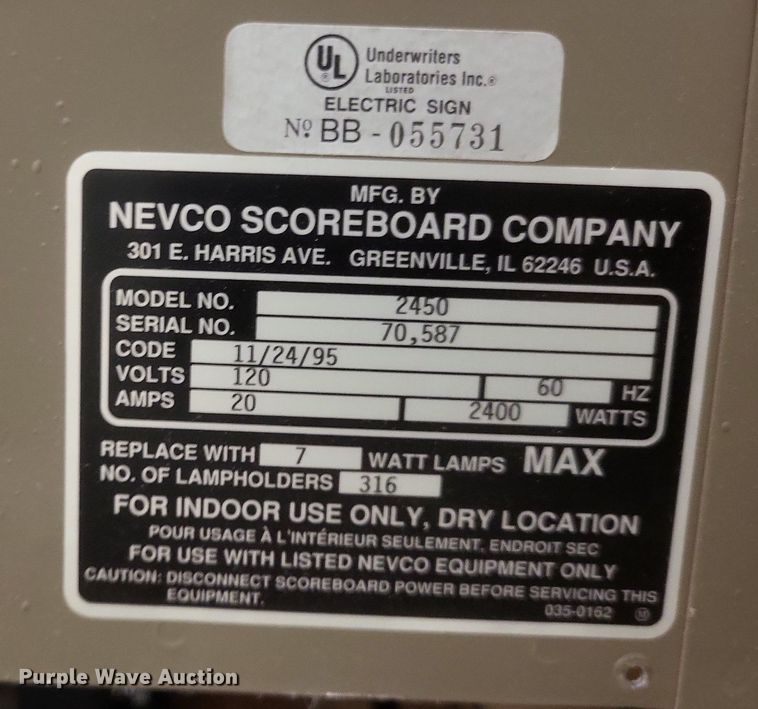 UL ® Underwriters
Laboratories Inc.®
LISTED
ELECTRIC SIGN
Nº BB - 055731
MFG. BY
NEVCO SCOREBOARD COMPANY
301 E. HARRIS AVE. GREENVILLE, IL 62246 U.S.A.
MODEL NO. 2450
SERIAL NO. 70,587
CODE 11/24/95
VOLTS 120 60 HZ
AMPS 20 2400 WATTS
REPLACE WITH 7 WATT LAMPS MAX
NO. OF LAMPHOLDERS 316
FOR INDOOR USE ONLY, DRY LOCATION
POUR USAGE À L'INTÉRIEUR SEULEMENT, ENDROIT SEC
FOR USE WITH LISTED NEVCO EQUIPMENT ONLY
CAUTION: DISCONNECT SCOREBOARD POWER BEFORE SERVICING THIS
EQUIPMENT.
035-0162 Ⓜ
Purple Wave Auction